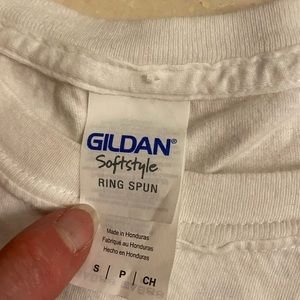 GILDAN®
Softstyle
RING SPUN
Made in Honduras
Fabriqué au Honduras
Hecho en Honduras
S | P | CH